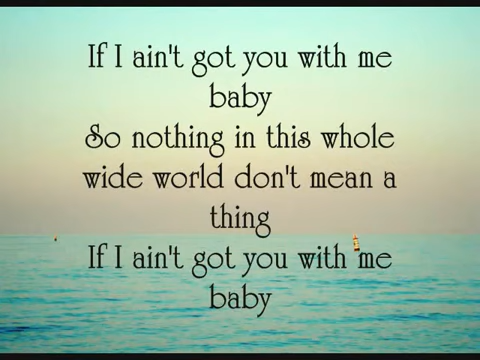 If I ain't got you with me
baby
So nothing in this whole
wide world don't mean a
thing
If I ain't got you with me
baby